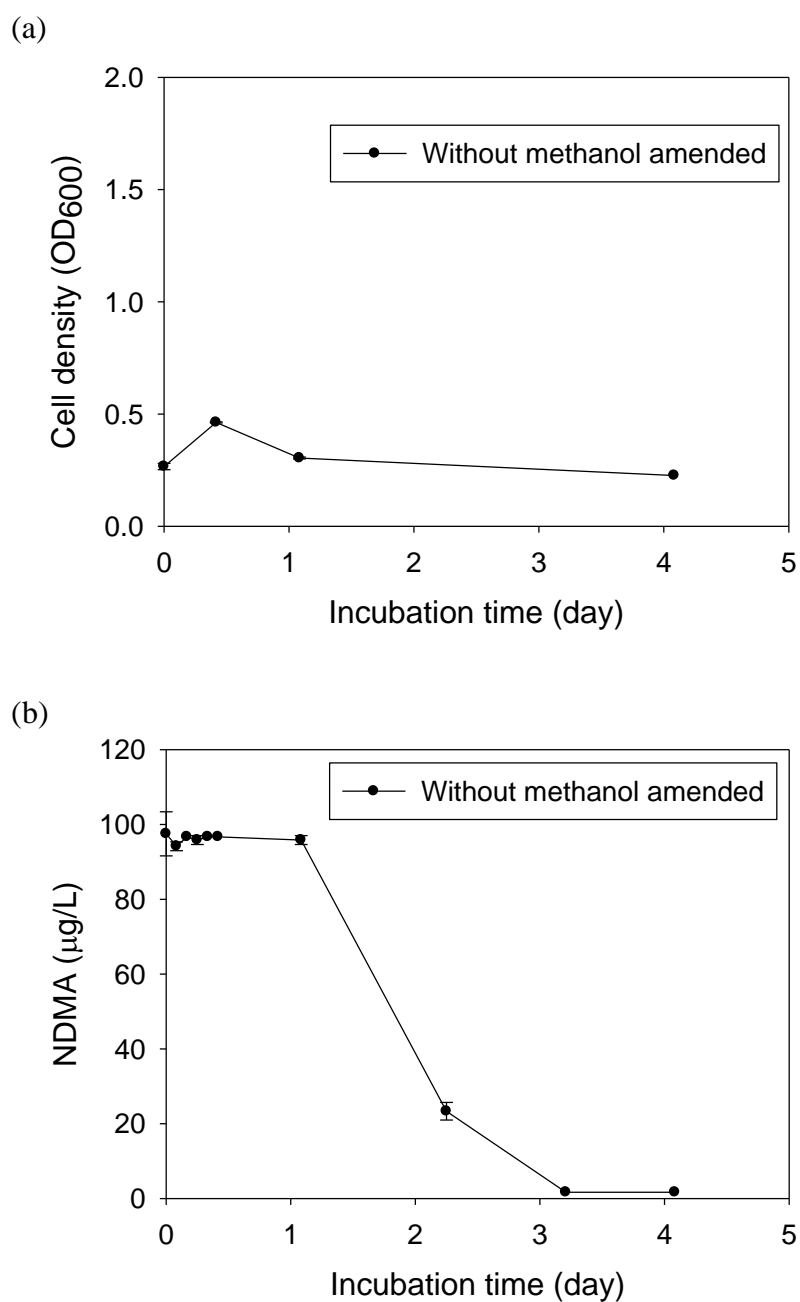 (a)
2.0
Without methanol amended
1.5
Cell density (OD600)
1.0
0.5
0.0
0 1 2 3 4 5
Incubation time (day)
(b)
120
Without methanol amended
100
80
NDMA (μg/L)
60
40
20
0
0 1 2 3 4 5
Incubation time (day)